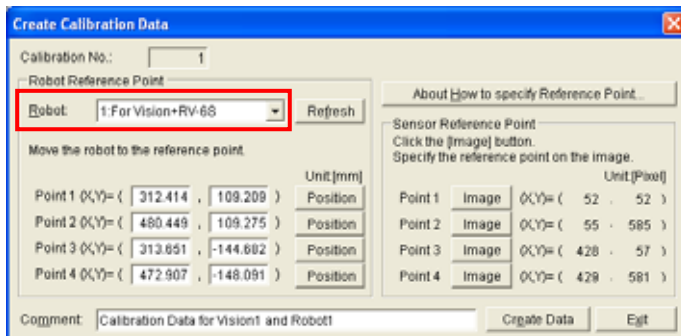 Create Calibration Data
Calibration No.: 1
Robot Reference Point
Robot: 1:For Vision+RV-6S Refresh
Move the robot to the reference point.
Unit:[mm]
Point 1 (X,Y)= ( 312.414 , 109.209 ) Position
Point 2 (X,Y)= ( 480.449 , 109.275 ) Position
Point 3 (X,Y)= ( 313.651 , -144.682 ) Position
Point 4 (X,Y)= ( 472.907 , -148.091 ) Position
About How to specify Reference Point...
Sensor Reference Point
Click the [Image] button.
Specify the reference point on the image.
Unit:[Pixel]
Point 1 Image (X,Y)= ( 52 , 52 )
Point 2 Image (X,Y)= ( 55 , 585 )
Point 3 Image (X,Y)= ( 428 , 57 )
Point 4 Image (X,Y)= ( 429 , 581 )
Comment: Calibration Data for Vision1 and Robot1 Create Data Exit